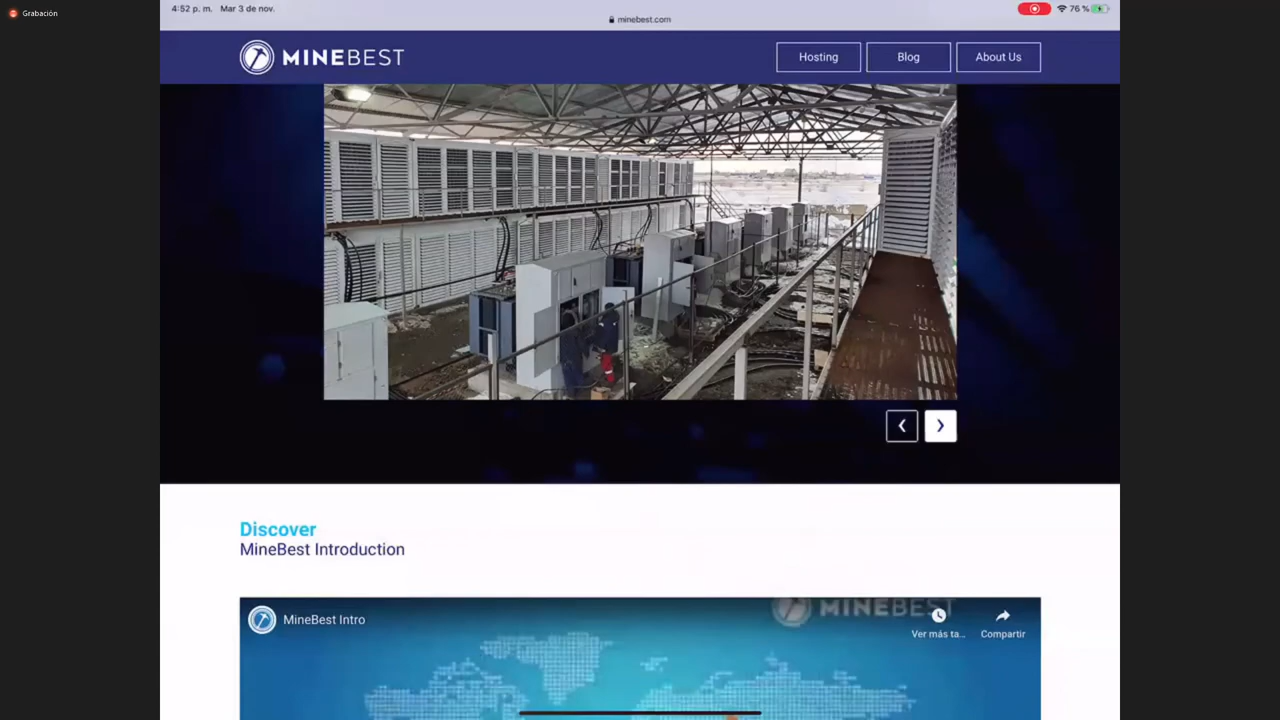 Grabación
4:52 p. m. Mar 3 de nov.
76 %
minebest.com
MINEBEST
Hosting
Blog
About Us
Discover
MineBest Introduction
MineBest Intro
MINEBEST
Ver más ta...
Compartir